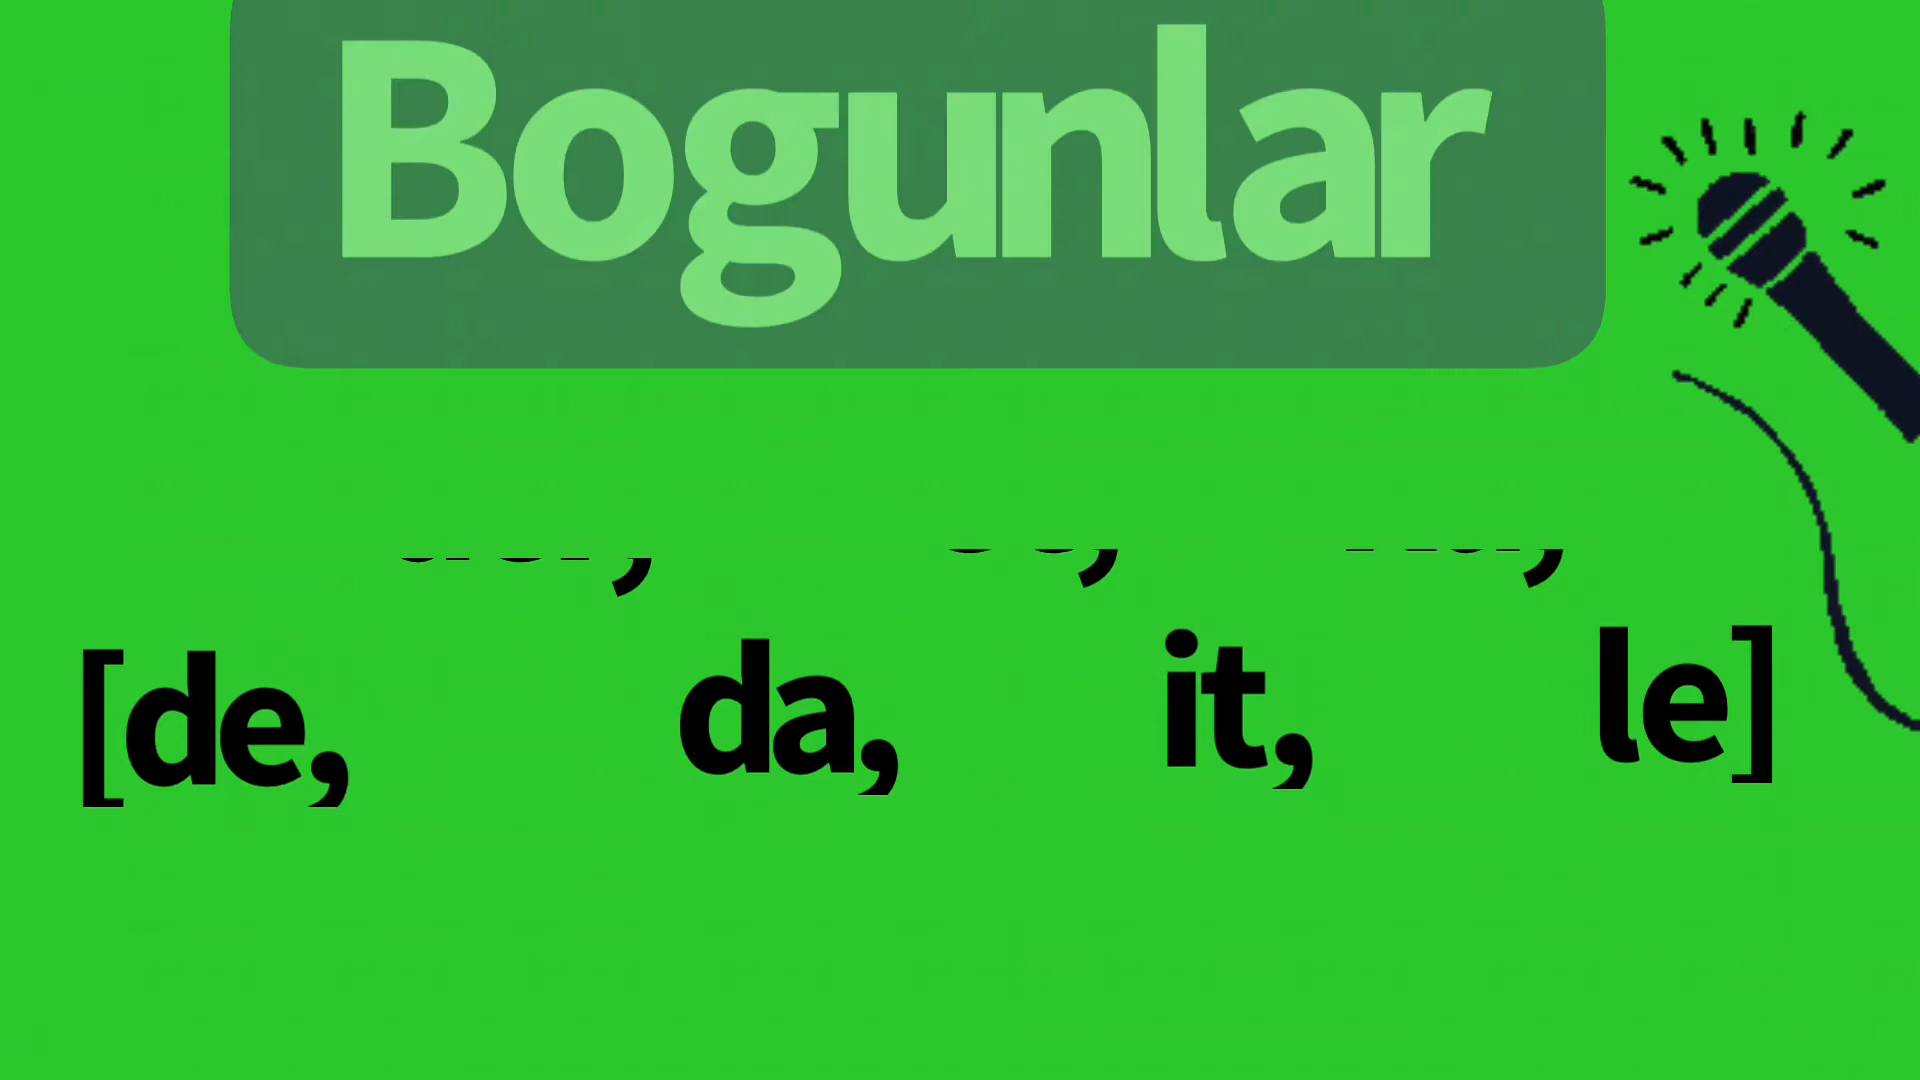 Bogunlar
[de, da, it, le]